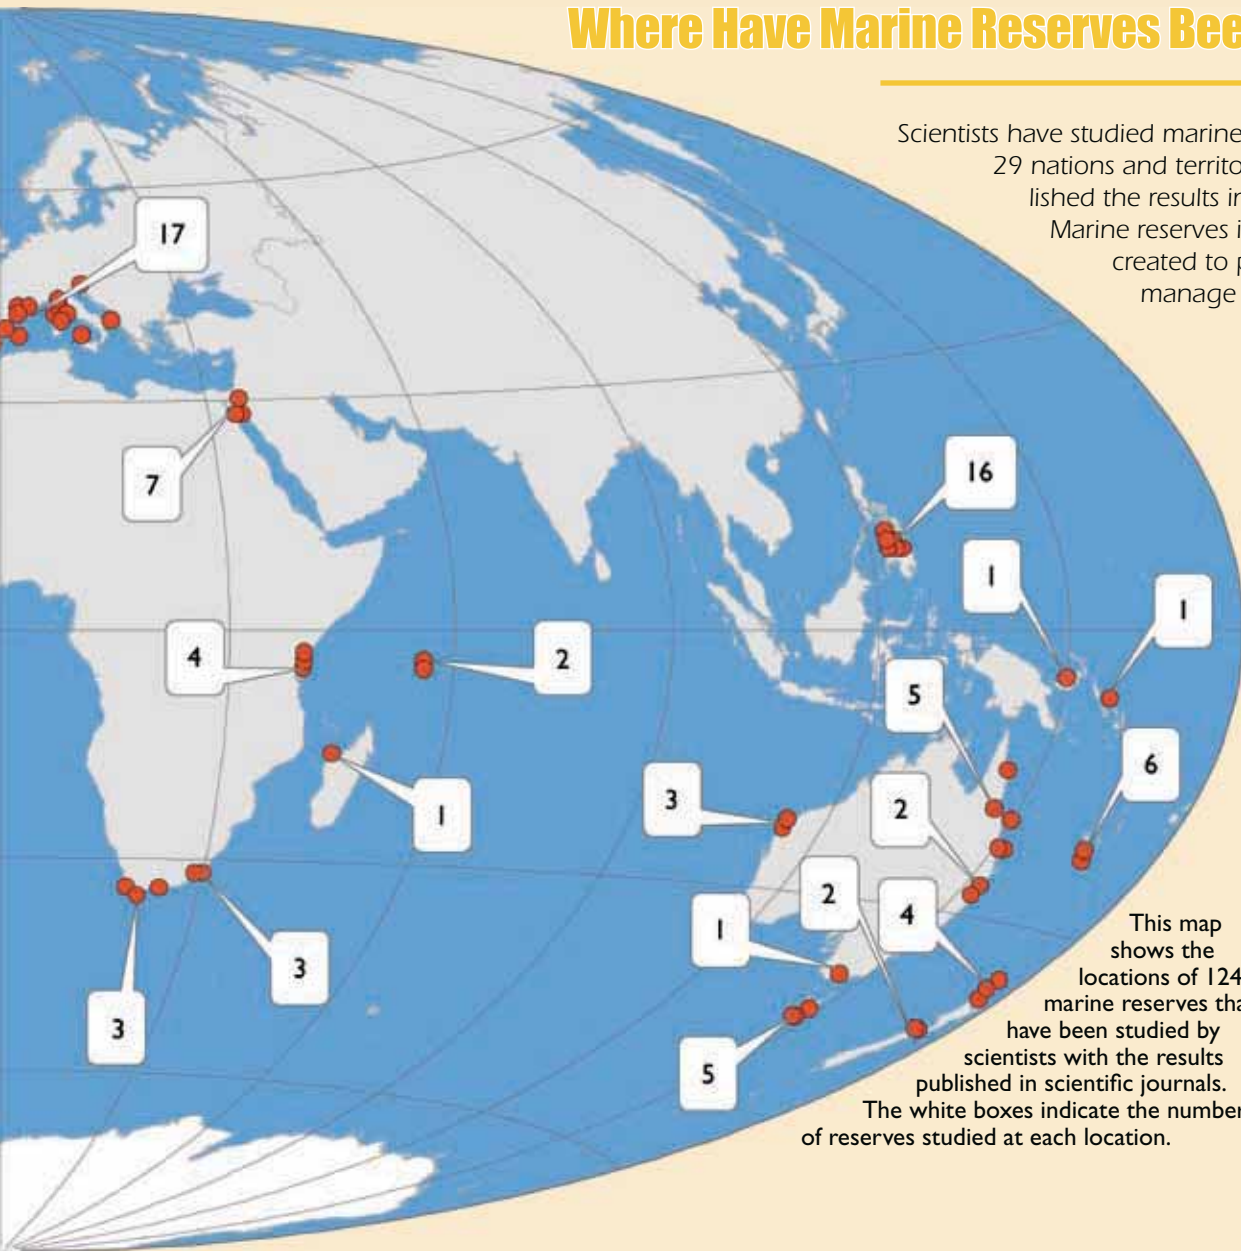 Where Have Marine Reserves Bee
Scientists have studied marine
29 nations and territo
lished the results in
Marine reserves i
created to p
manage
17
7
16
1
1
4
2
5
6
1
3
2
2
4
1
3
3
5
This map
shows the
locations of 124
marine reserves tha
have been studied by
scientists with the results
published in scientific journals.
The white boxes indicate the number
of reserves studied at each location.